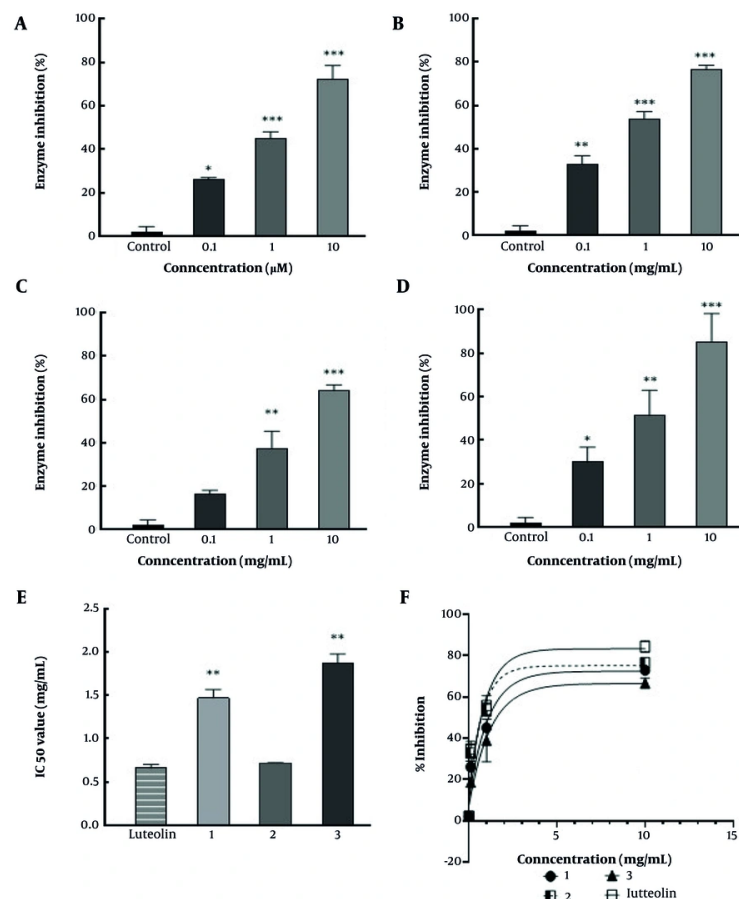 A
Enzyme inhibition (%)
100
80
60
40
20
0
*
***
***
Control 0.1 1 10
Conncentration (μM)
B
Enzyme inhibition (%)
100
80
60
40
20
0
**
***
***
Control 0.1 1 10
Conncentration (mg/mL)
C
Enzyme inhibition (%)
100
80
60
40
20
0
**
***
Control 0.1 1 10
Conncentration (mg/mL)
D
Enzyme inhibition (%)
100
80
60
40
20
0
*
**
***
Control 0.1 1 10
Conncentration (mg/mL)
E
IC 50 value (mg/mL)
2.5
2.0
1.5
1.0
0.5
0.0
**
**
Luteolin 1 2 3
F
% Inhibition
100
80
60
40
20
0
-20
5 10 15
Conncentration (mg/mL)
1 3
2 lutteolin